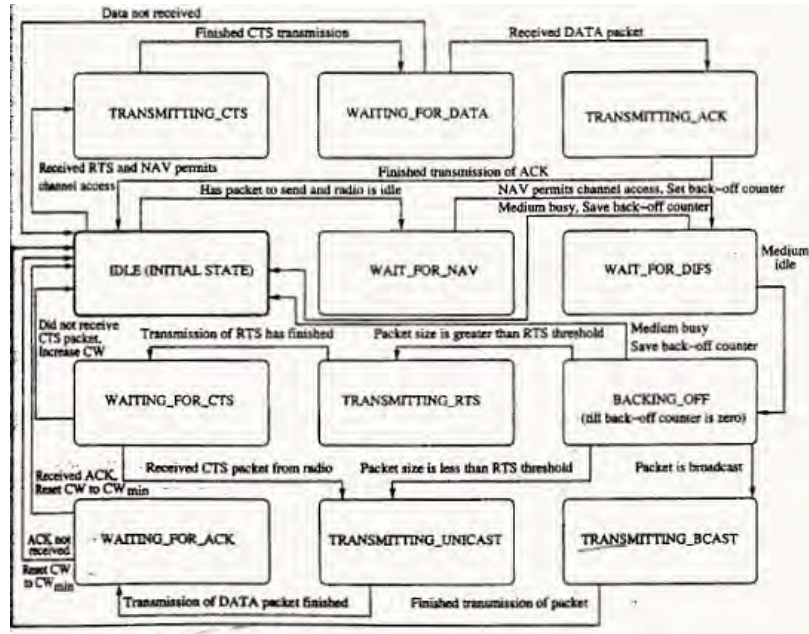 Data not received
Finished CTS transmission
Received DATA packet
TRANSMITTING_CTS
WAITING_FOR_DATA
TRANSMITTING_ACK
Received RTS and NAV permits
channel access
Finished transmission of ACK
Has packet to send and radio is idle
NAV permits channel access, Set back-off counter
Medium busy, Save back-off counter
IDLE (INITIAL STATE)
WAIT_FOR_NAV
WAIT_FOR_DIFS
Medium
idle
Did not receive
CTS packet,
Increase CW
Transmission of RTS has finished
Packet size is greater than RTS threshold
Medium busy
Save back-off counter
WAITING_FOR_CTS
TRANSMITTING_RTS
BACKING_OFF
(till back-off counter is zero)
Received CTS packet from radio
Packet size is less than RTS threshold
Packet is broadcast
Received ACK,
Reset CW to CWmin
WAITING_FOR_ACK
TRANSMITTING_UNICAST
TRANSMITTING_BCAST
ACK not
received
Reset CW
to CWmin
Transmission of DATA packet finished
Finished transmission of packet